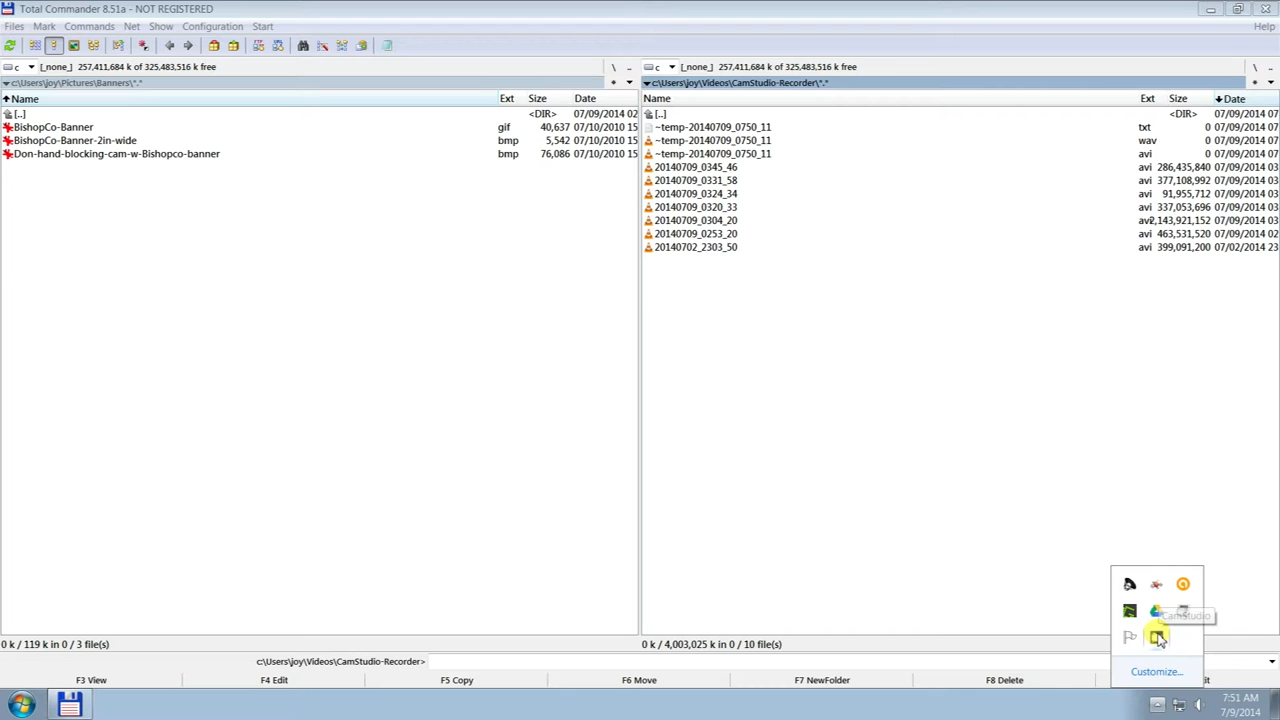 Total Commander 8.51a - NOT REGISTERED
Files Mark Commands Net Show Configuration Start Help
c [_none_] 257,411,684 k of 325,483,516 k free \ ..
c [_none_] 257,411,684 k of 325,483,516 k free \ ..
c:\Users\joy\Pictures\Banners\*.*
c:\Users\joy\Videos\CamStudio-Recorder\*.*
Name Ext Size Date
[..] <DIR> 07/09/2014 02
BishopCo-Banner gif 40,637 07/10/2010 15
BishopCo-Banner-2in-wide bmp 5,542 07/10/2010 15
Don-hand-blocking-cam-w-Bishopco-banner bmp 76,086 07/10/2010 15
Name Ext Size Date
[..] <DIR> 07/09/2014 07
~temp-20140709_0750_11 txt 0 07/09/2014 07
~temp-20140709_0750_11 wav 0 07/09/2014 07
~temp-20140709_0750_11 avi 0 07/09/2014 07
20140709_0345_46 avi 286,435,840 07/09/2014 03
20140709_0331_58 avi 377,108,992 07/09/2014 03
20140709_0324_34 avi 91,955,712 07/09/2014 03
20140709_0320_33 avi 337,053,696 07/09/2014 03
20140709_0304_20 avi 2,143,921,152 07/09/2014 03
20140709_0253_20 avi 463,531,520 07/09/2014 02
20140702_2303_50 avi 399,091,200 07/02/2014 23
CamStudio
Customize...
0 k / 119 k in 0 / 3 file(s)
0 k / 4,003,025 k in 0 / 10 file(s)
c:\Users\joy\Videos\CamStudio-Recorder>
F3 View F4 Edit F5 Copy F6 Move F7 NewFolder F8 Delete
7:51 AM
7/9/2014